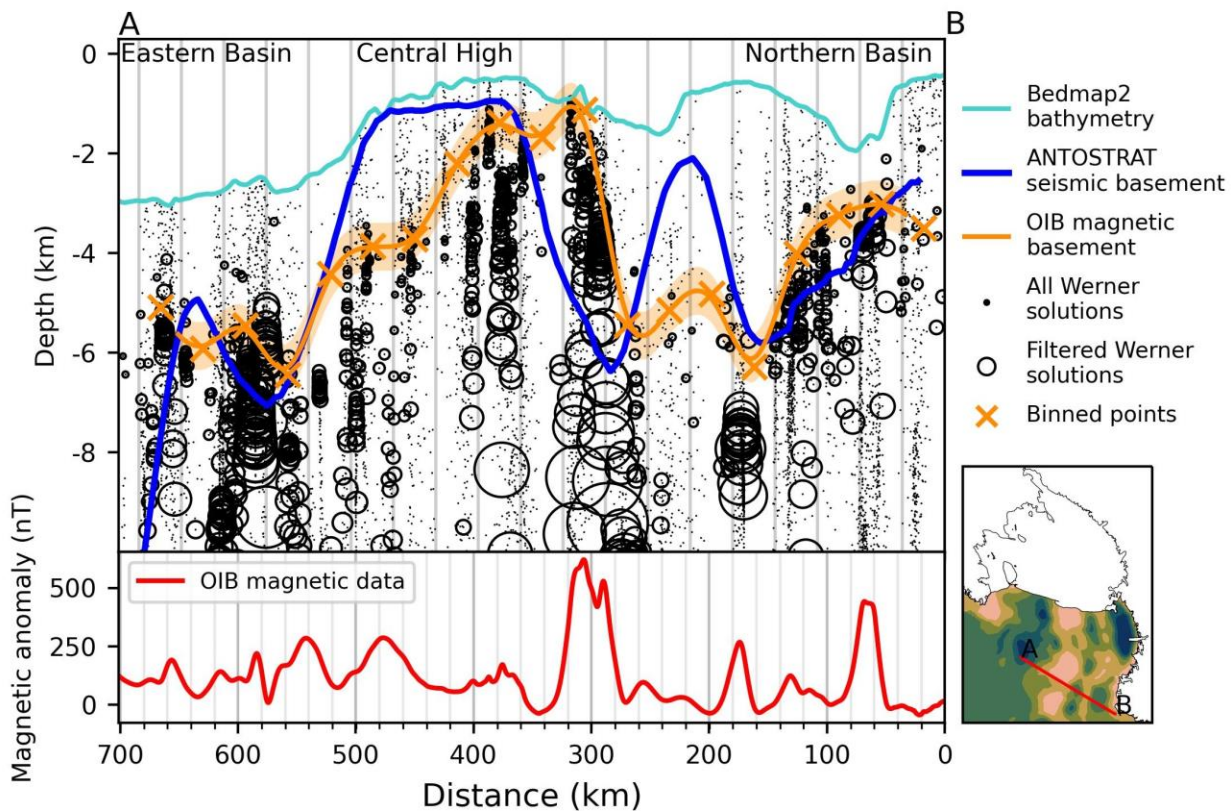 A
B
Eastern Basin
Central High
Northern Basin
0
-2
-4
-6
-8
Depth (km)
Bedmap2
bathymetry
ANTOSTRAT
seismic basement
OIB magnetic
basement
All Werner
solutions
Filtered Werner
solutions
Binned points
OIB magnetic data
500
250
0
Magnetic anomaly (nT)
700
600
500
400
300
200
100
0
Distance (km)
A
B